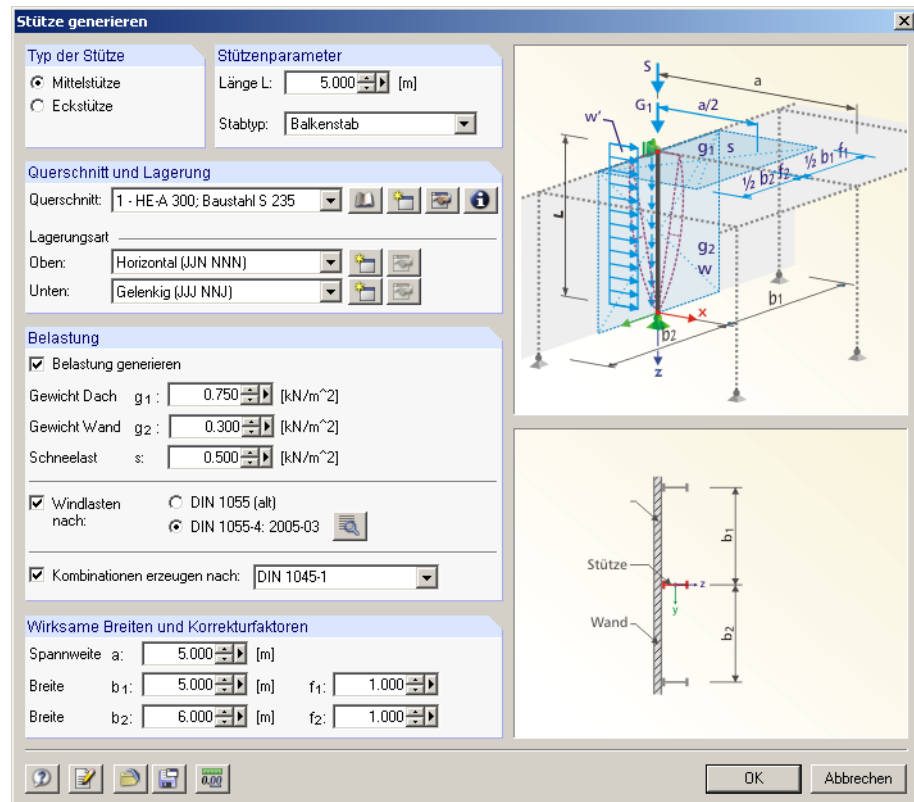 Stütze generieren
Typ der Stütze
Mittelstütze
Eckstütze
Stützenparameter
Länge L: 5.000 [m]
Stabtyp: Balkenstab
Querschnitt und Lagerung
Querschnitt: 1 - HE-A 300; Baustahl S 235
Lagerungsart
Oben: Horizontal (JJN NNN)
Unten: Gelenkig (JJJ NNJ)
Belastung
Belastung generieren
Gewicht Dach g1 : 0.750 [kN/m^2]
Gewicht Wand g2 : 0.300 [kN/m^2]
Schneelast s: 0.500 [kN/m^2]
Windlasten nach:
DIN 1055 (alt)
DIN 1055-4: 2005-03
Kombinationen erzeugen nach: DIN 1045-1
Wirksame Breiten und Korrekturfaktoren
Spannweite a: 5.000 [m]
Breite b1: 5.000 [m] f1: 1.000
Breite b2: 6.000 [m] f2: 1.000
0,00
OK
Abbrechen
S
a
G1
a/2
w'
g1 s
½ b1 f1
½ b2 f2
L
g2
w
b1
x
b2
z
b1
Stütze
z
y
Wand
b2